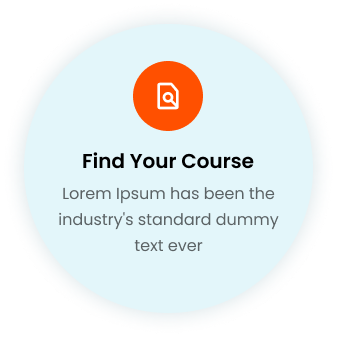 Find Your Course
Lorem Ipsum has been the
industry's standard dummy
text ever